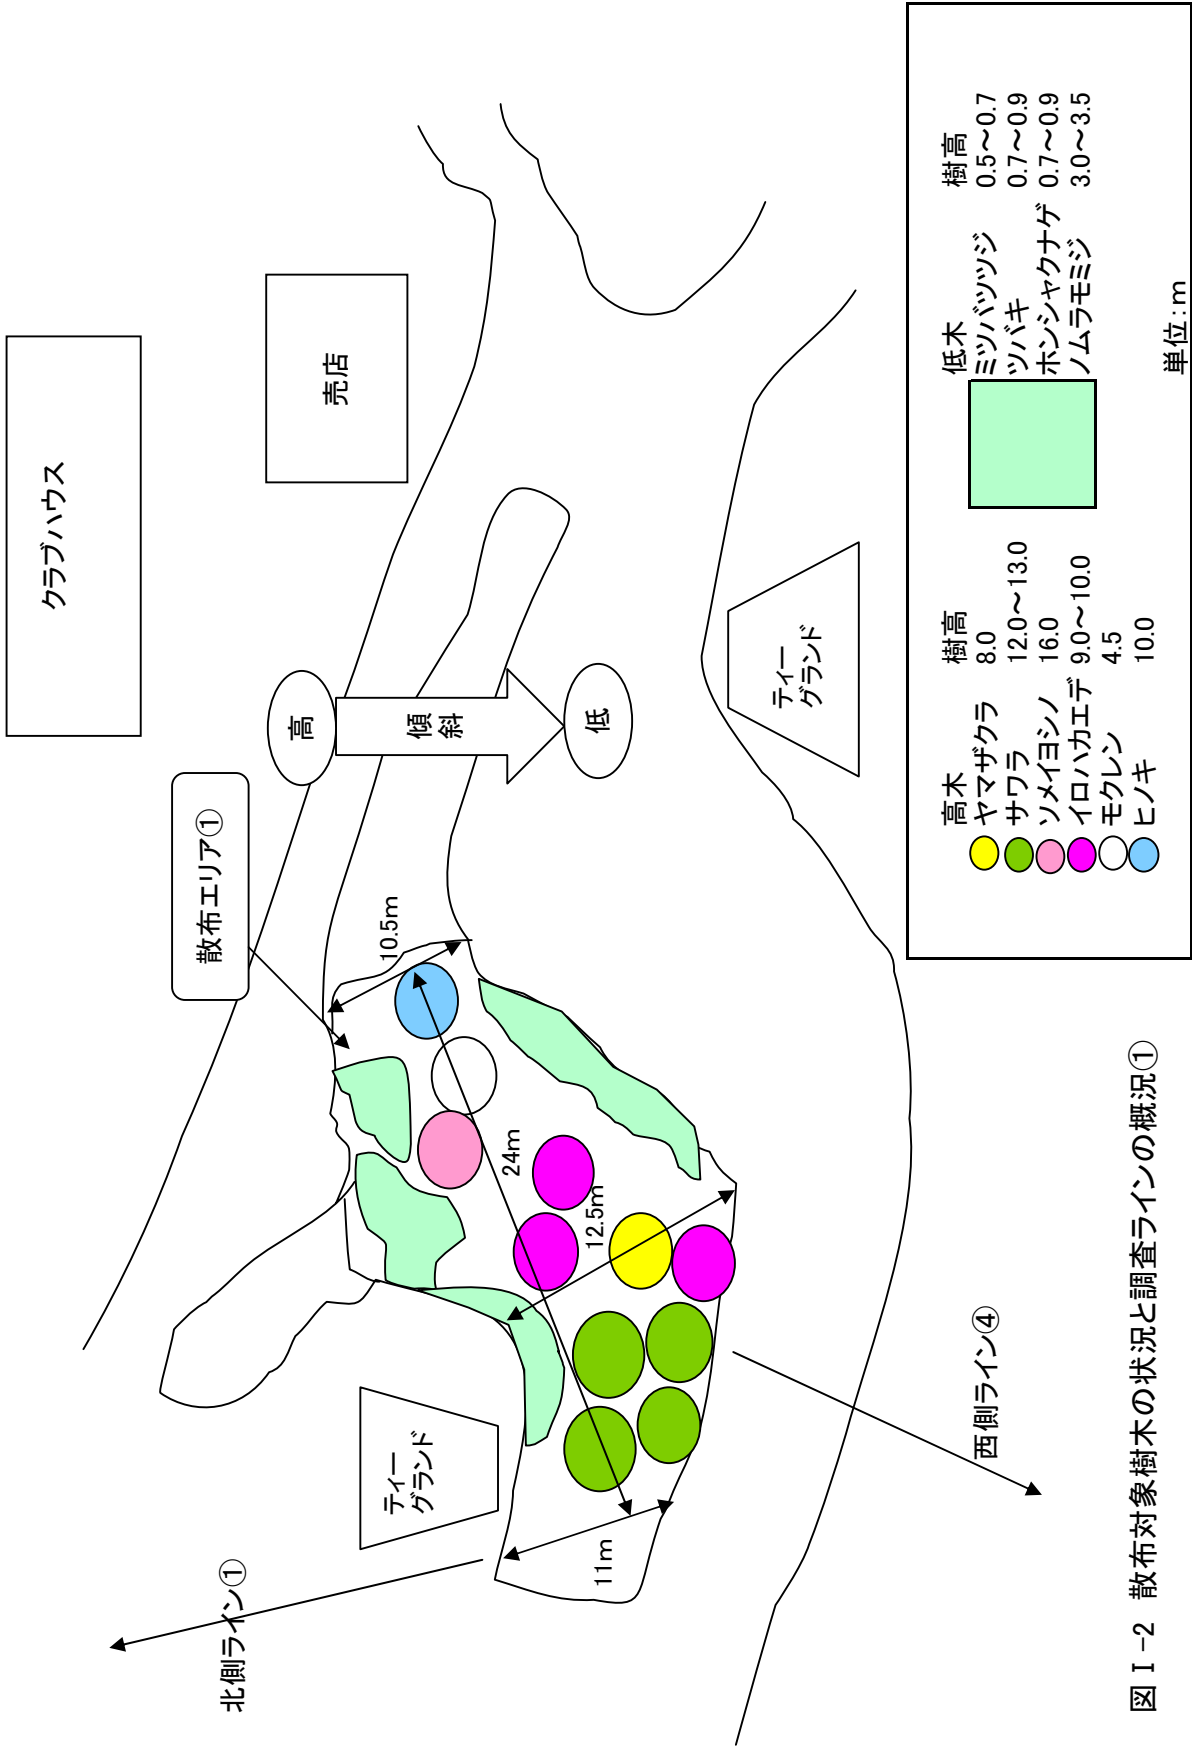 クラブハウス
売店
高
傾斜
低
散布エリア①
ティー
グランド
ティー
グランド
10.5m
24m
12.5m
11m
北側ライン①
西側ライン④
高木 樹高
ヤマザクラ 8.0
サワラ 12.0～13.0
ソメイヨシノ 16.0
イロハカエデ 9.0～10.0
モクレン 4.5
ヒノキ 10.0
低木 樹高
ミツバツツジ 0.5～0.7
ツバキ 0.7～0.9
ホンシャクナゲ 0.7～0.9
ノムラモミジ 3.0～3.5
単位：m
図Ⅰ-2 散布対象樹木の状況と調査ラインの概況①